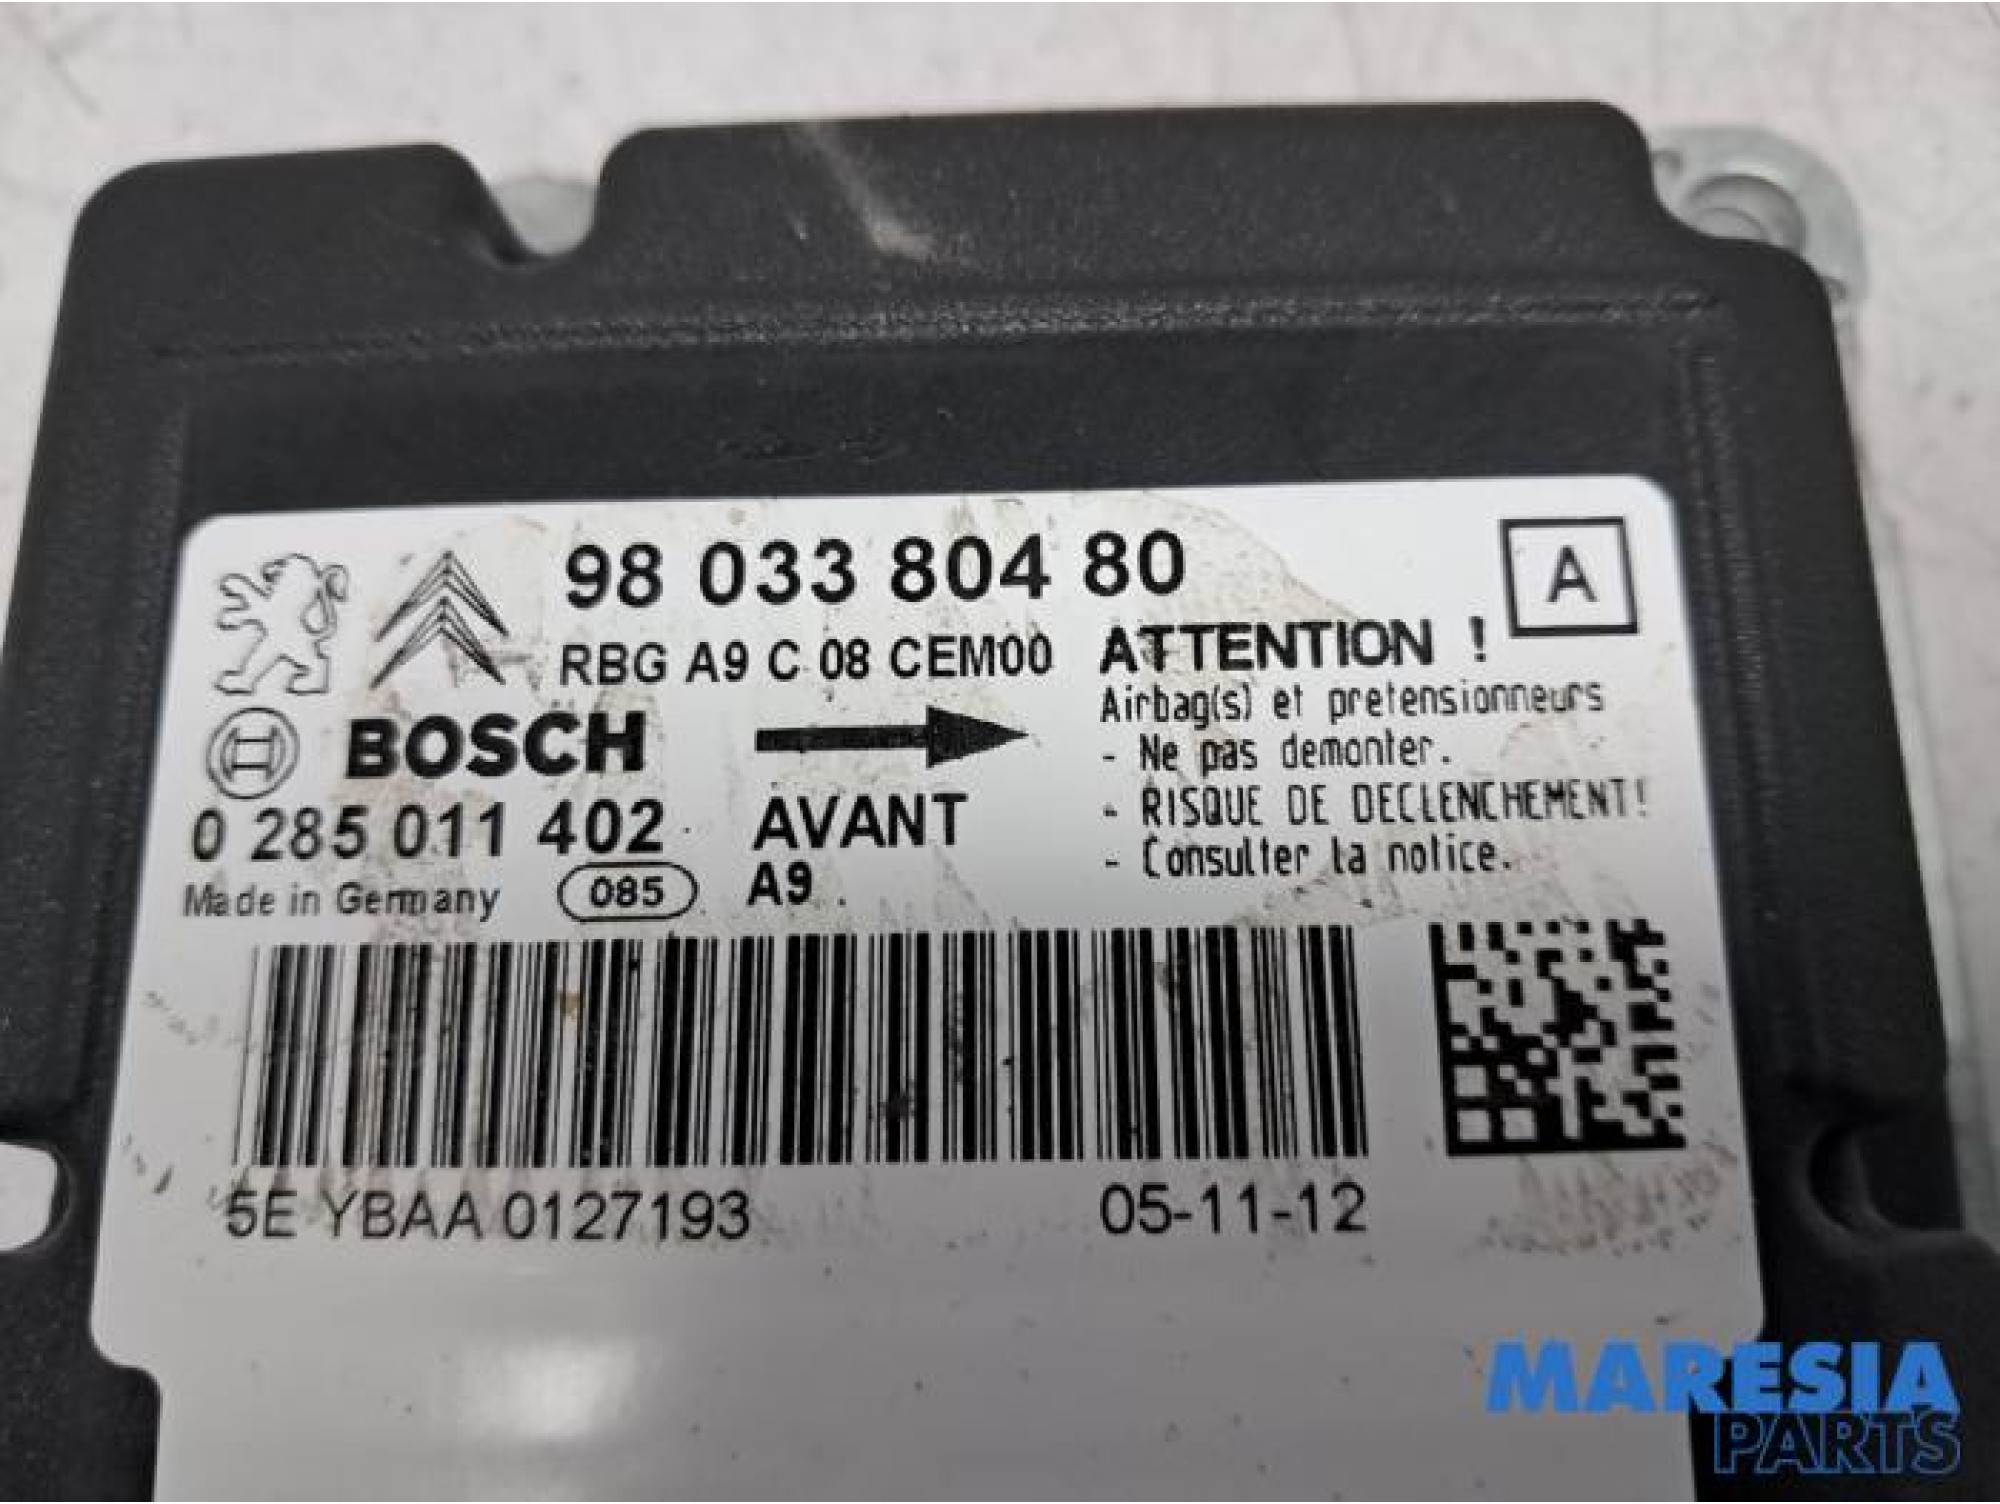 98 033 804 80
A
RBG A9 C 08 CEM00
ATTENTION !
Airbag(s) et pretensionneurs
- Ne pas demonter.
- RISQUE DE DECLENCHEMENT!
- Consulter la notice.
BOSCH
0 285 011 402
AVANT
Made in Germany
085
A9
5E YBAA 0127193
05-11-12
MARESIA
PARTS